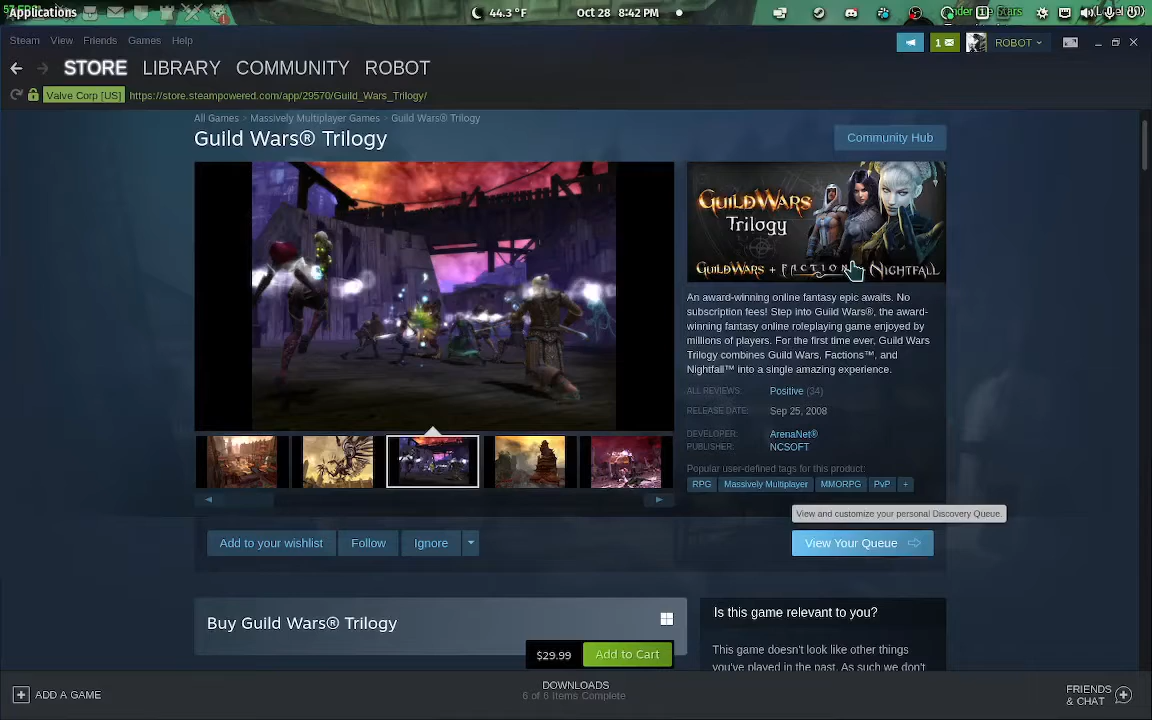 Applications
44.3 °F
Oct 28
8:42 PM
Steam View Friends Games Help
1
ROBOT
STORE LIBRARY COMMUNITY ROBOT
Valve Corp [US] https://store.steampowered.com/app/29570/Guild_Wars_Trilogy/
All Games > Massively Multiplayer Games > Guild Wars® Trilogy
Guild Wars® Trilogy
Community Hub
GUILD WARS
Trilogy
GUILD WARS + FACTION NIGHTFALL
An award-winning online fantasy epic awaits. No
subscription fees! Step into Guild Wars®, the award-
winning fantasy online roleplaying game enjoyed by
millions of players. For the first time ever, Guild Wars
Trilogy combines Guild Wars, Factions™, and
Nightfall™ into a single amazing experience.
ALL REVIEWS: Positive (34)
RELEASE DATE: Sep 25, 2008
DEVELOPER: ArenaNet®
PUBLISHER: NCSOFT
Popular user-defined tags for this product:
RPG Massively Multiplayer MMORPG PvP +
View and customize your personal Discovery Queue.
Add to your wishlist Follow Ignore
View Your Queue
Buy Guild Wars® Trilogy
$29.99 Add to Cart
Is this game relevant to you?
This game doesn't look like other things
you've played in the past. As such we don't
ADD A GAME
DOWNLOADS
6 of 6 Items Complete
FRIENDS
& CHAT